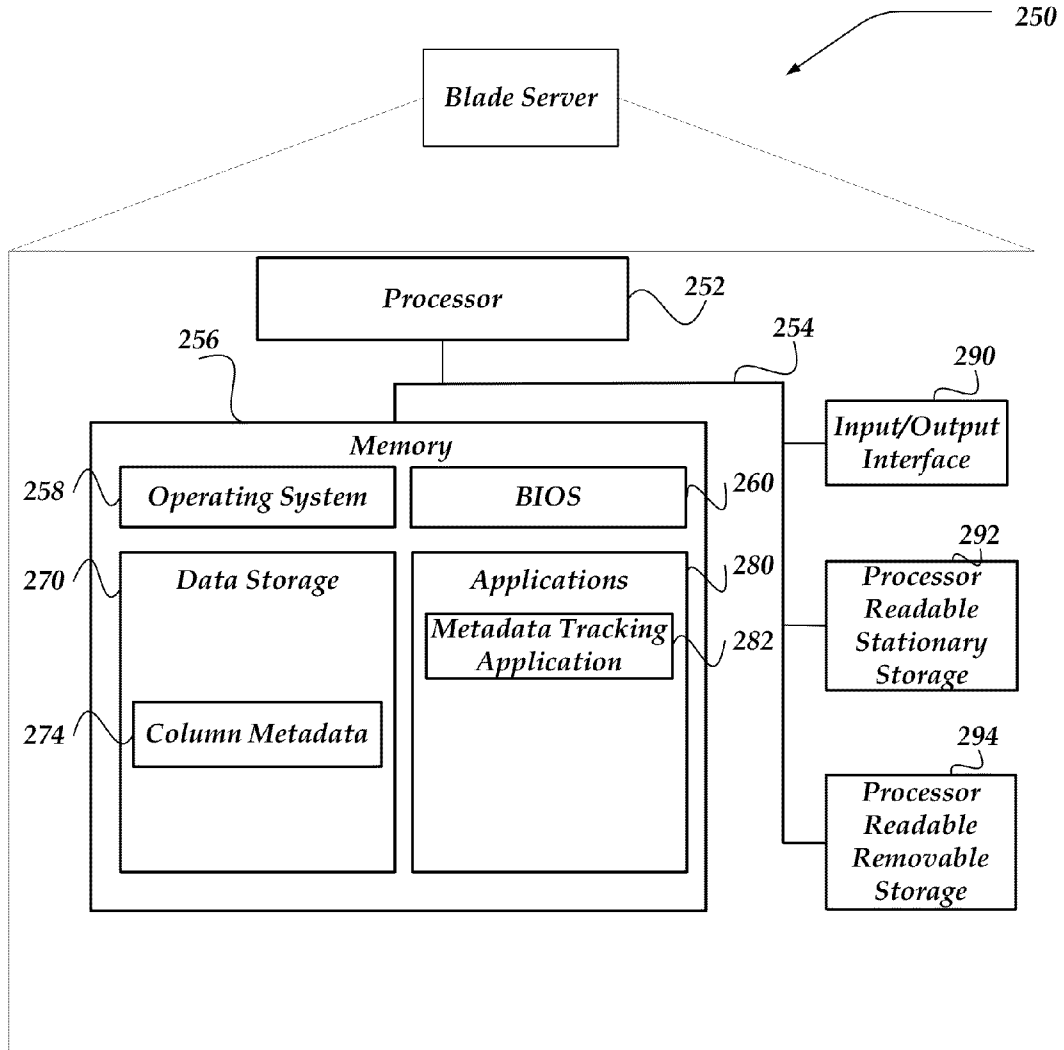 250
Blade Server
Processor
252
256
254
290
Memory
Input/Output
Interface
258
Operating System
BIOS
260
292
270
Data Storage
Applications
280
Processor
Readable
Stationary
Storage
Metadata Tracking
Application
282
274
Column Metadata
294
Processor
Readable
Removable
Storage